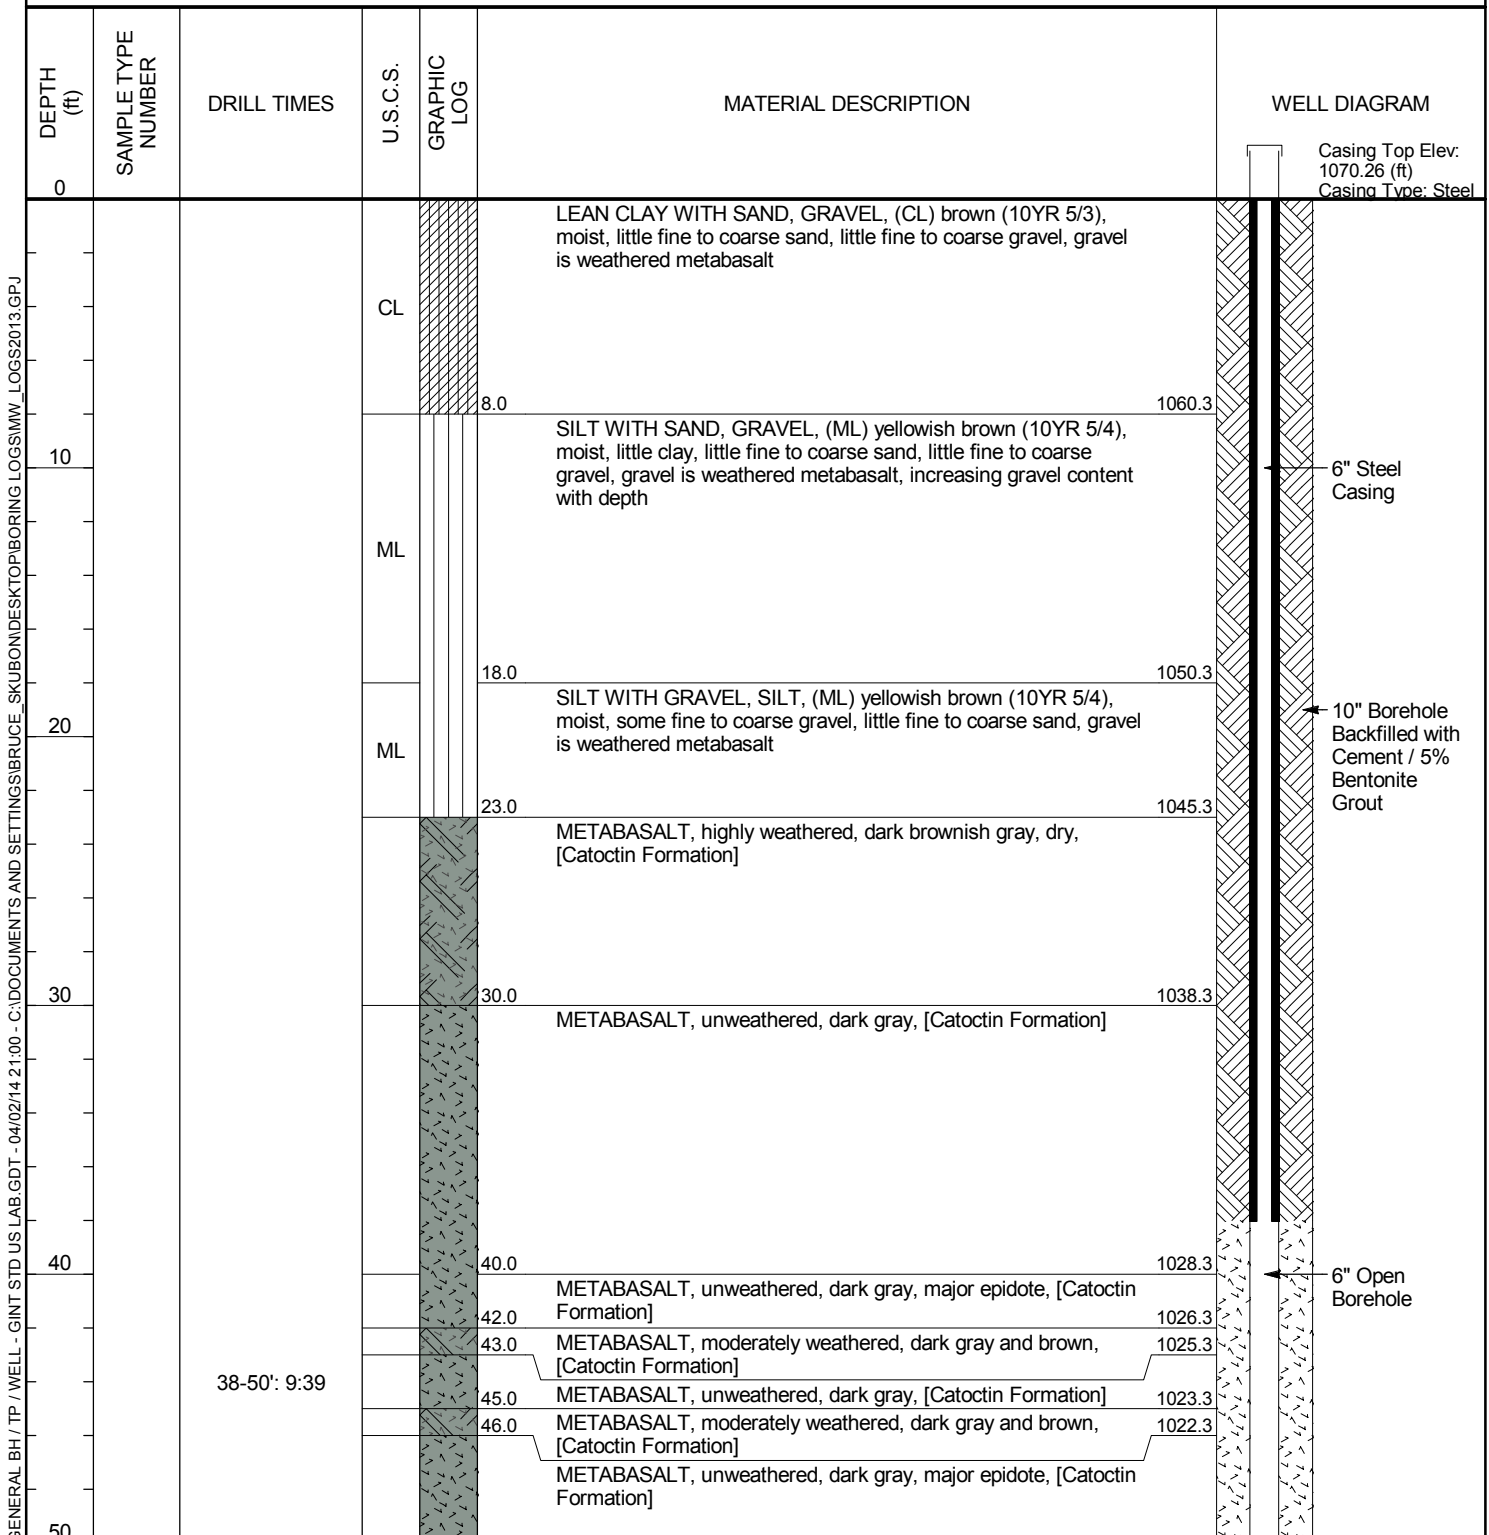 DEPTH
(ft)
SAMPLE TYPE
NUMBER
DRILL TIMES
U.S.C.S.
GRAPHIC
LOG
MATERIAL DESCRIPTION
WELL DIAGRAM
Casing Top Elev:
1070.26 (ft)
Casing Type: Steel
0
LEAN CLAY WITH SAND, GRAVEL, (CL) brown (10YR 5/3),
moist, little fine to coarse sand, little fine to coarse gravel, gravel
is weathered metabasalt
CL
8.0
1060.3
SILT WITH SAND, GRAVEL, (ML) yellowish brown (10YR 5/4),
moist, little clay, little fine to coarse sand, little fine to coarse
gravel, gravel is weathered metabasalt, increasing gravel content
with depth
10
6" Steel
Casing
ML
18.0
1050.3
SILT WITH GRAVEL, SILT, (ML) yellowish brown (10YR 5/4),
moist, some fine to coarse gravel, little fine to coarse sand, gravel
is weathered metabasalt
20
ML
10" Borehole
Backfilled with
Cement / 5%
Bentonite
Grout
23.0
1045.3
METABASALT, highly weathered, dark brownish gray, dry,
[Catoctin Formation]
30
30.0
1038.3
METABASALT, unweathered, dark gray, [Catoctin Formation]
40
40.0
1028.3
METABASALT, unweathered, dark gray, major epidote, [Catoctin
Formation]
6" Open
Borehole
42.0
1026.3
METABASALT, moderately weathered, dark gray and brown,
[Catoctin Formation]
43.0
1025.3
38-50': 9:39
METABASALT, unweathered, dark gray, [Catoctin Formation]
45.0
1023.3
METABASALT, moderately weathered, dark gray and brown,
[Catoctin Formation]
46.0
1022.3
METABASALT, unweathered, dark gray, major epidote, [Catoctin
Formation]
50
GENERAL BH / TP / WELL - GINT STD US LAB.GDT - 04/02/14 21:00 - C:\DOCUMENTS AND SETTINGS\BRUCE_SKUBON\DESKTOP\BORING LOGS\MW_LOGS2013.GPJ